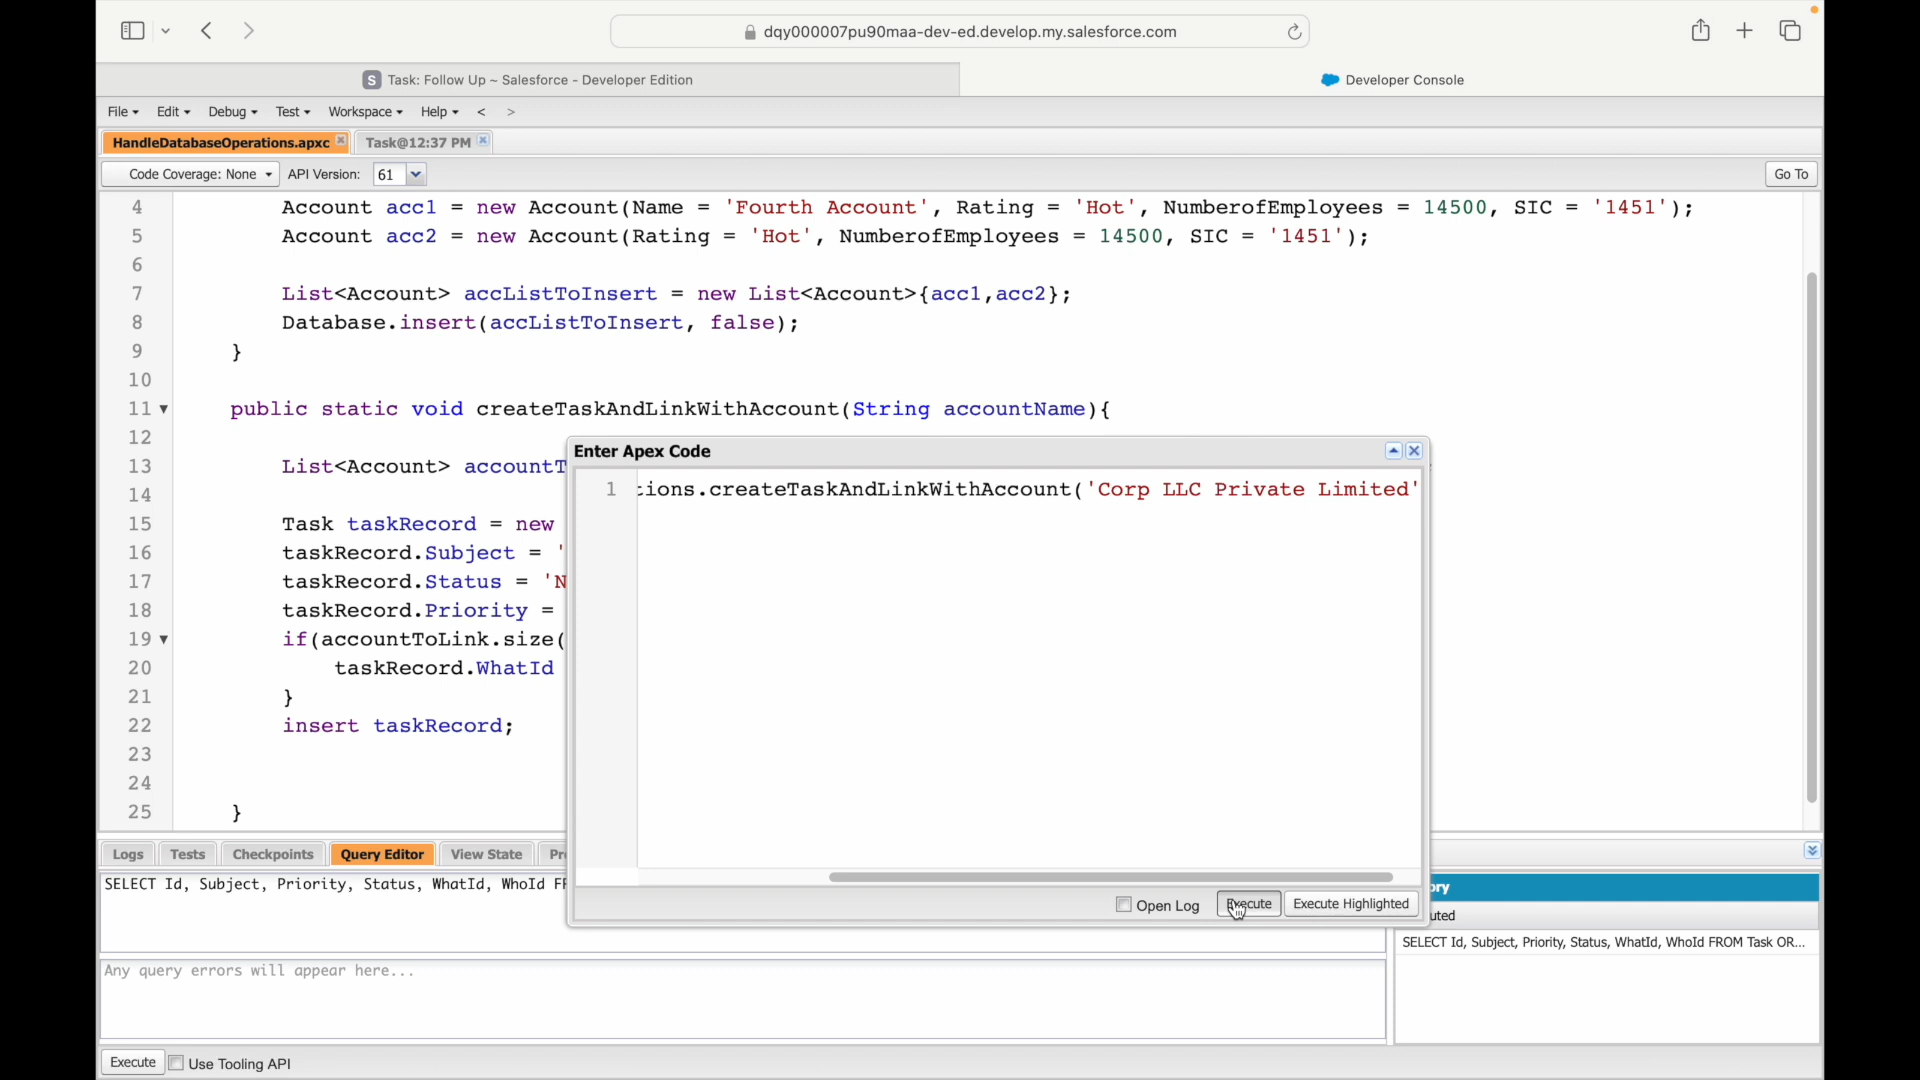 dqy000007pu90maa-dev-ed.develop.my.salesforce.com
S Task: Follow Up ~ Salesforce - Developer Edition
Developer Console
File Edit Debug Test Workspace Help < >
HandleDatabaseOperations.apxc Task@12:37 PM
Code Coverage: None API Version: 61 Go To
4 Account acc1 = new Account(Name = 'Fourth Account', Rating = 'Hot', NumberofEmployees = 14500, SIC = '1451');
5 Account acc2 = new Account(Rating = 'Hot', NumberofEmployees = 14500, SIC = '1451');
6
7 List<Account> accListToInsert = new List<Account>{acc1,acc2};
8 Database.insert(accListToInsert, false);
9 }
10
11 public static void createTaskAndLinkWithAccount(String accountName){
12
13 List<Account> accountT
14
15 Task taskRecord = new
16 taskRecord.Subject = '
17 taskRecord.Status = 'N
18 taskRecord.Priority =
19 if(accountToLink.size(
20 taskRecord.WhatId
21 }
22 insert taskRecord;
23
24
25 }
Enter Apex Code
1 tions.createTaskAndLinkWithAccount('Corp LLC Private Limited'
Open Log Execute Execute Highlighted
Logs Tests Checkpoints Query Editor View State Pr
SELECT Id, Subject, Priority, Status, WhatId, WhoId F
ory
uted
SELECT Id, Subject, Priority, Status, WhatId, WhoId FROM Task OR...
Any query errors will appear here...
Execute Use Tooling API